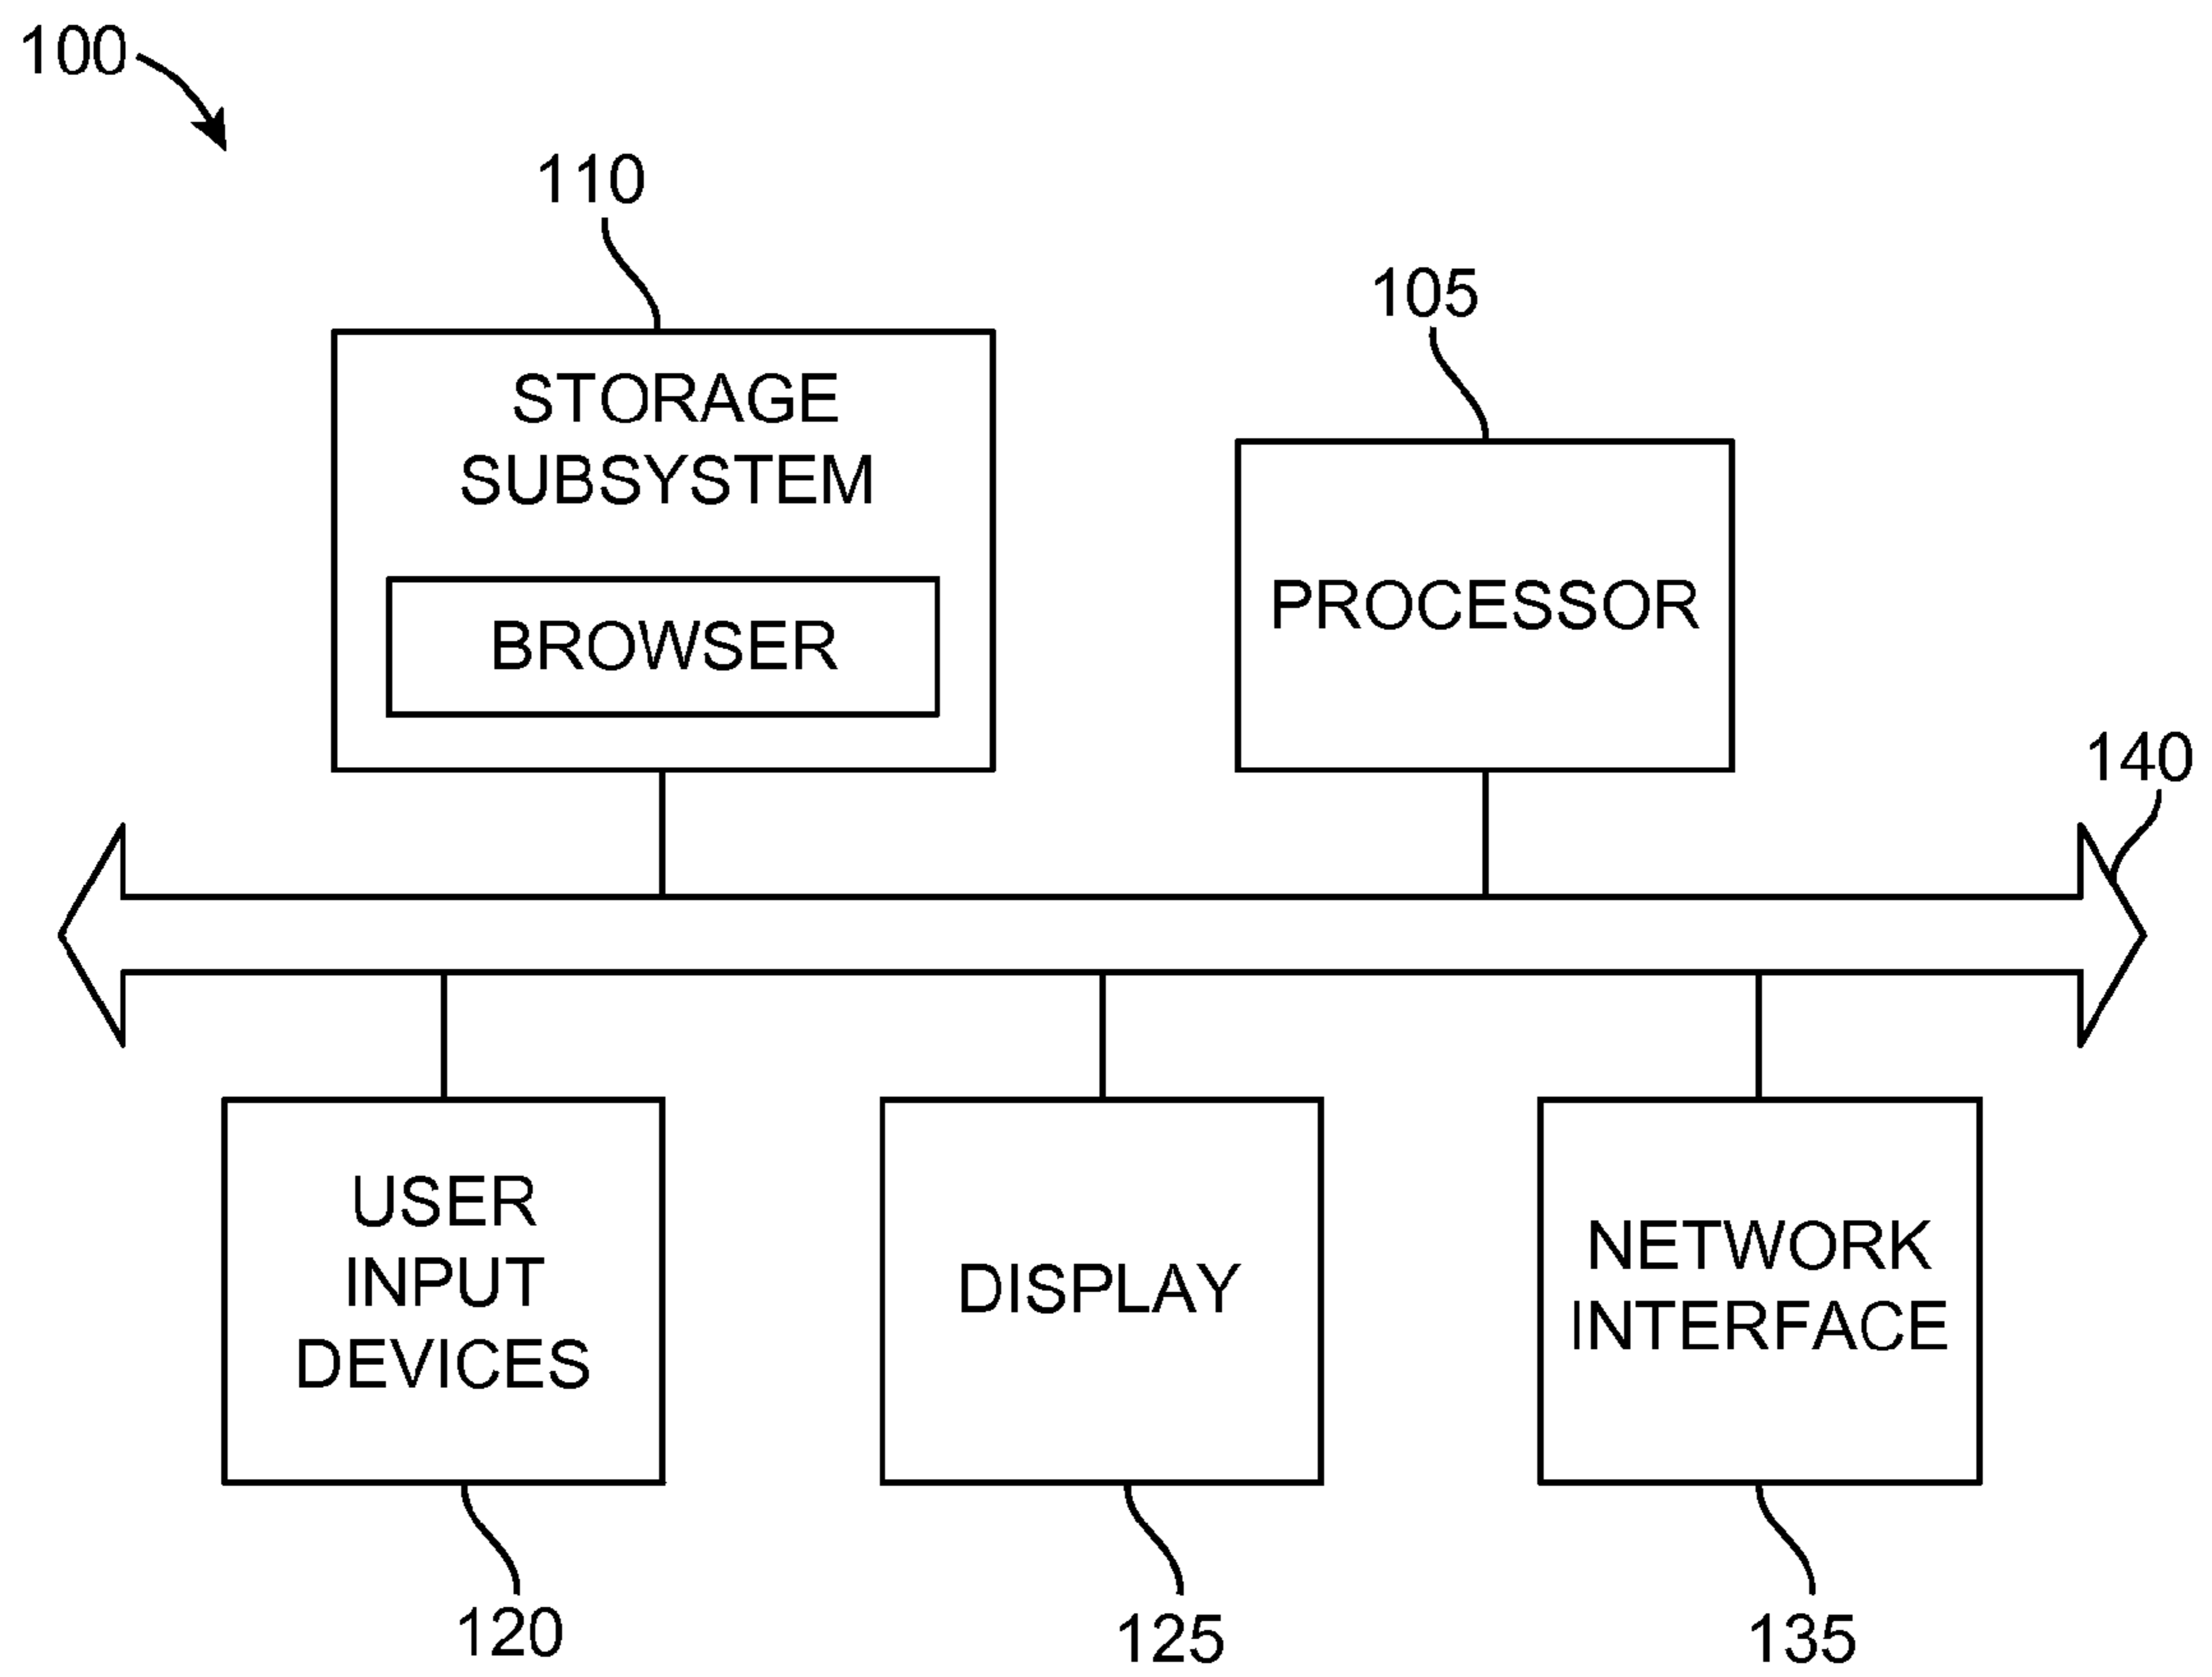 100
110
105
STORAGE
SUBSYSTEM
BROWSER
PROCESSOR
140
USER
INPUT
DEVICES
DISPLAY
NETWORK
INTERFACE
120
125
135